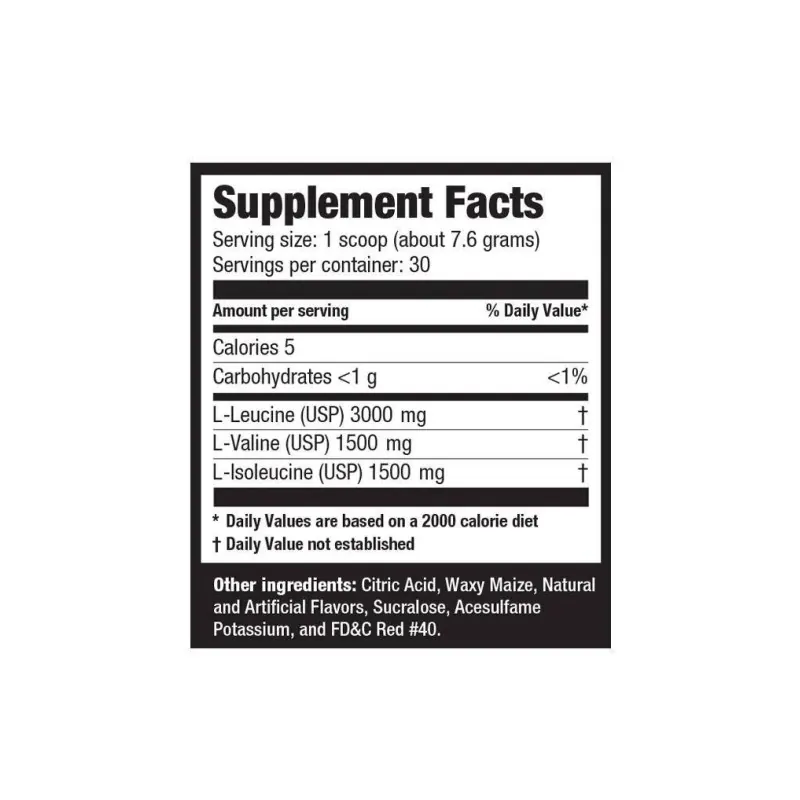 Supplement Facts
Serving size: 1 scoop (about 7.6 grams)
Servings per container: 30
Amount per serving % Daily Value*
Calories 5
Carbohydrates <1 g <1%
L-Leucine (USP) 3000 mg †
L-Valine (USP) 1500 mg †
L-Isoleucine (USP) 1500 mg †
* Daily Values are based on a 2000 calorie diet
† Daily Value not established
Other ingredients: Citric Acid, Waxy Maize, Natural
and Artificial Flavors, Sucralose, Acesulfame
Potassium, and FD&C Red #40.